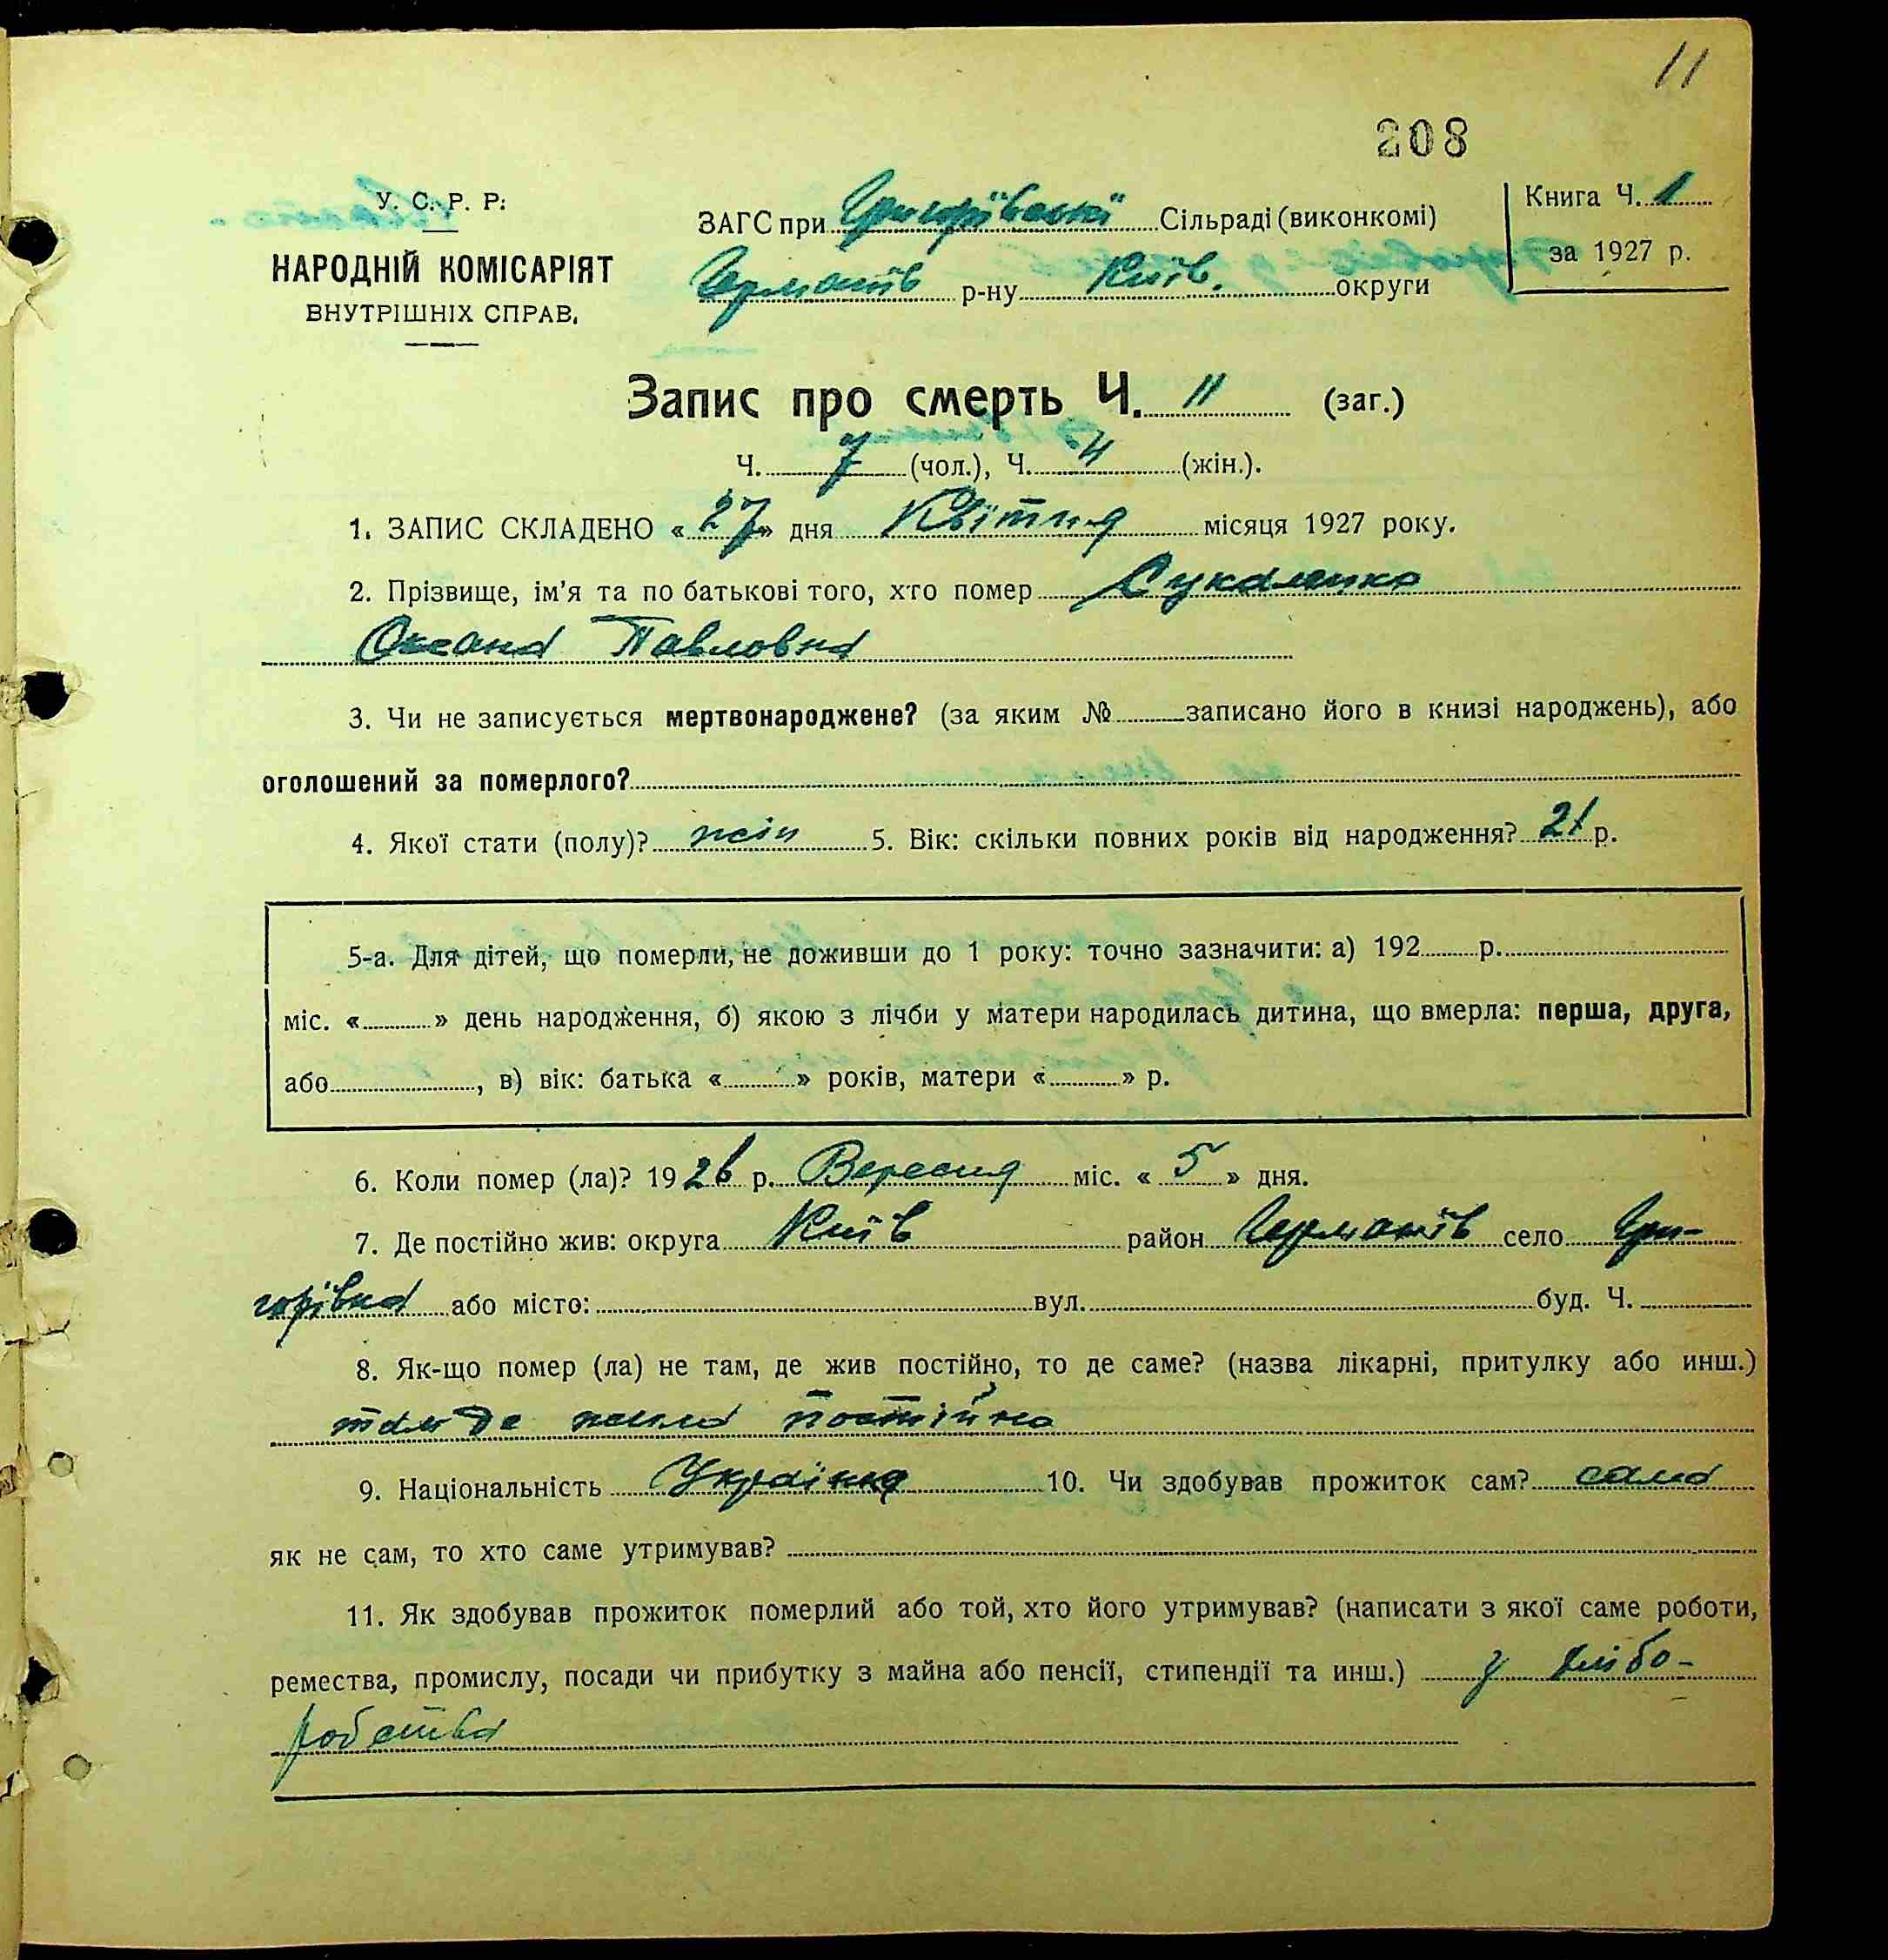 11
208
У. С. Р. Р.
НАРОДНІЙ КОМІСАРІЯТ
ВНУТРІШНІХ СПРАВ.
ЗАГС при Григорівські Сільраді (виконкомі)
Германів р-ну Київ. округи
Книга Ч. 1
за 1927 р.
Запис про смерть Ч. 11 (заг.)
Ч. 7 (чол.), Ч. 4 (жін.).
1. ЗАПИС СКЛАДЕНО «27» дня Квітня місяця 1927 року.
2. Прізвище, ім'я та по батькові того, хто помер Сукаленко
Оксана Павловна
3. Чи не записується мертвонароджене? (за яким № записано його в книзі народжень), або
оголошений за померлого?
4. Якої стати (полу)? жін 5. Вік: скільки повних років від народження? 21 р.
5-а. Для дітей, що померли, не доживши до 1 року: точно зазначити: а) 192 р.
міс. « » день народження, б) якою з лічби у матери народилась дитина, що вмерла: перша, друга,
або , в) вік: батька « » років, матери « » р.
6. Коли помер (ла)? 1926 р. Вересня міс. «5» дня.
7. Де постійно жив: округа Київ район Германів село Гри-
горівка або місто: вул. буд. Ч.
8. Як-що помер (ла) не там, де жив постійно, то де саме? (назва лікарні, притулку або инш.)
там де жила постійно
9. Національність Українка 10. Чи здобував прожиток сам? сама
як не сам, то хто саме утримував?
11. Як здобував прожиток померлий або той, хто його утримував? (написати з якої саме роботи,
ремества, промислу, посади чи прибутку з майна або пенсії, стипендії та инш.) з хлібо-
робства